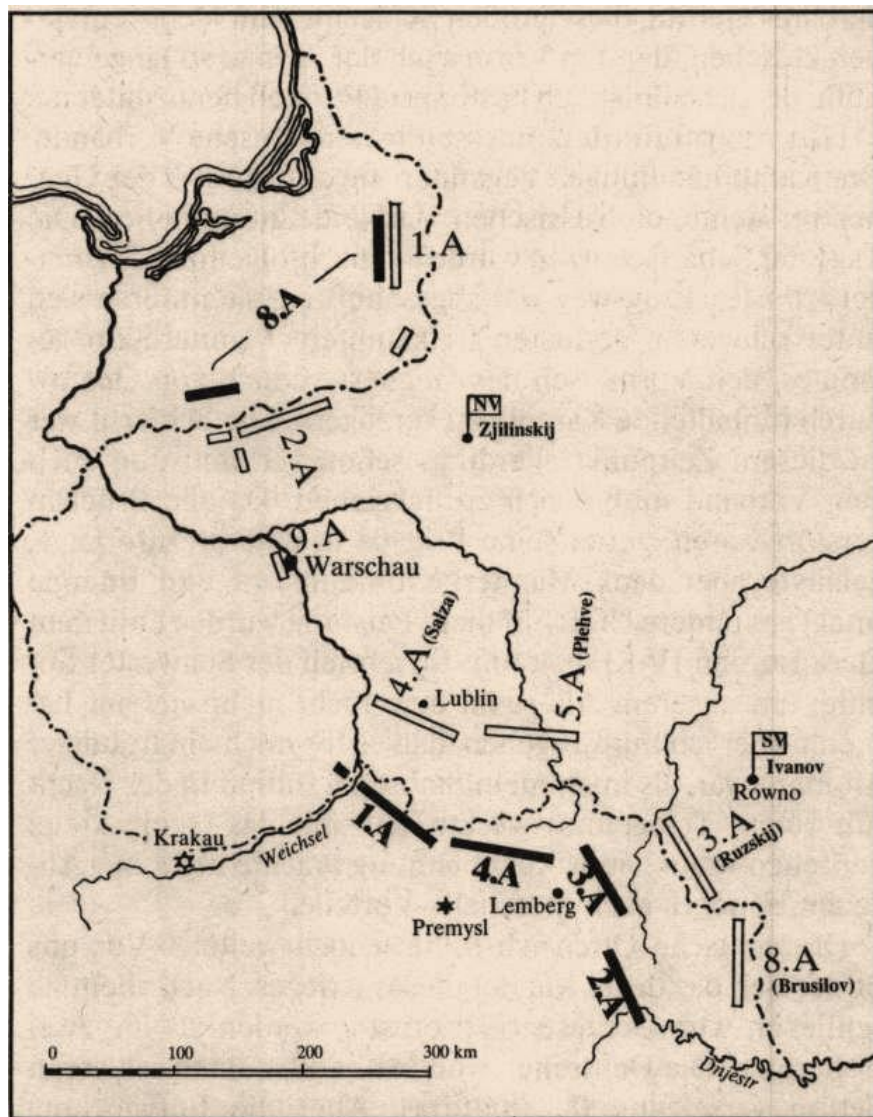 1.A
8.A
2.A
NV
Zjilinskij
9.A
Warschau
4.A (Salza)
Lublin
5.A (Plehve)
SV
Ivanov
Rowno
3.A
(Ruzskij)
Krakau
Weichsel
1.A
4.A
3.A
Lemberg
Premysl
2.A
8.A
(Brusilov)
Dnjestr
0 100 200 300 km